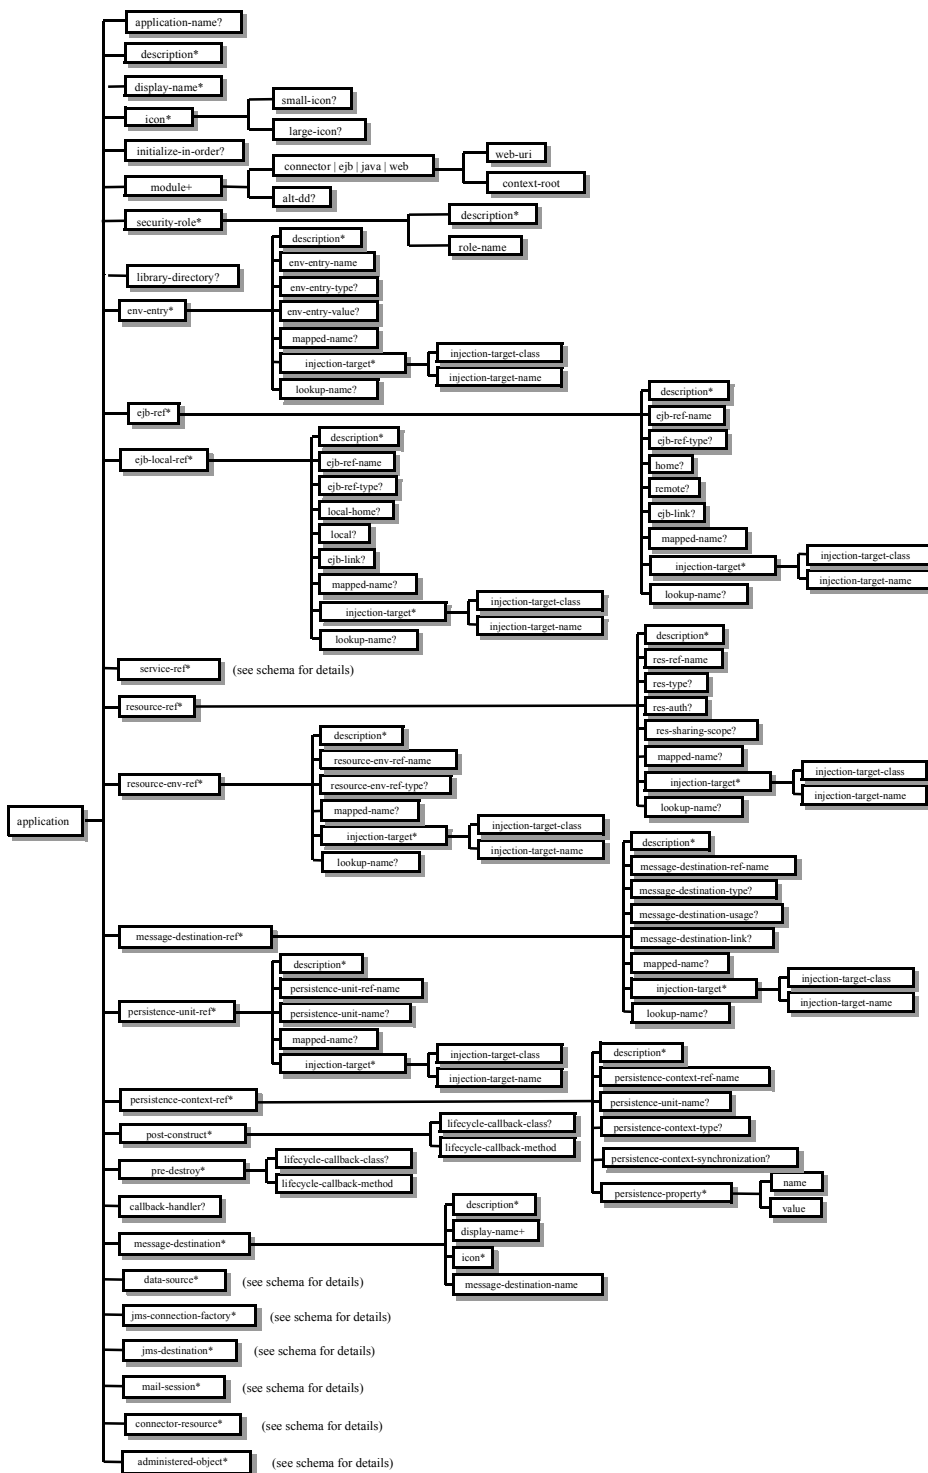 application-name?
description*
display-name*
icon*
small-icon?
large-icon?
initialize-in-order?
module+
connector | ejb | java | web
web-uri
context-root
alt-dd?
security-role*
description*
role-name
library-directory?
env-entry*
description*
env-entry-name
env-entry-type?
env-entry-value?
mapped-name?
injection-target*
injection-target-class
injection-target-name
lookup-name?
ejb-ref*
description*
ejb-ref-name
ejb-ref-type?
home?
remote?
ejb-link?
mapped-name?
injection-target*
injection-target-class
injection-target-name
lookup-name?
ejb-local-ref*
description*
ejb-ref-name
ejb-ref-type?
local-home?
local?
ejb-link?
mapped-name?
injection-target*
injection-target-class
injection-target-name
lookup-name?
service-ref*
(see schema for details)
resource-ref*
description*
res-ref-name
res-type?
res-auth?
res-sharing-scope?
mapped-name?
injection-target*
injection-target-class
injection-target-name
lookup-name?
resource-env-ref*
description*
resource-env-ref-name
resource-env-ref-type?
mapped-name?
injection-target*
injection-target-class
injection-target-name
lookup-name?
application
message-destination-ref*
description*
message-destination-ref-name
message-destination-type?
message-destination-usage?
message-destination-link?
mapped-name?
injection-target*
injection-target-class
injection-target-name
lookup-name?
persistence-unit-ref*
description*
persistence-unit-ref-name
persistence-unit-name?
mapped-name?
injection-target*
injection-target-class
injection-target-name
persistence-context-ref*
description*
persistence-context-ref-name
persistence-unit-name?
persistence-context-type?
persistence-context-synchronization?
persistence-property*
name
value
post-construct*
lifecycle-callback-class?
lifecycle-callback-method
pre-destroy*
lifecycle-callback-class?
lifecycle-callback-method
callback-handler?
message-destination*
description*
display-name+
icon*
message-destination-name
data-source*
(see schema for details)
jms-connection-factory*
(see schema for details)
jms-destination*
(see schema for details)
mail-session*
(see schema for details)
connector-resource*
(see schema for details)
administered-object*
(see schema for details)